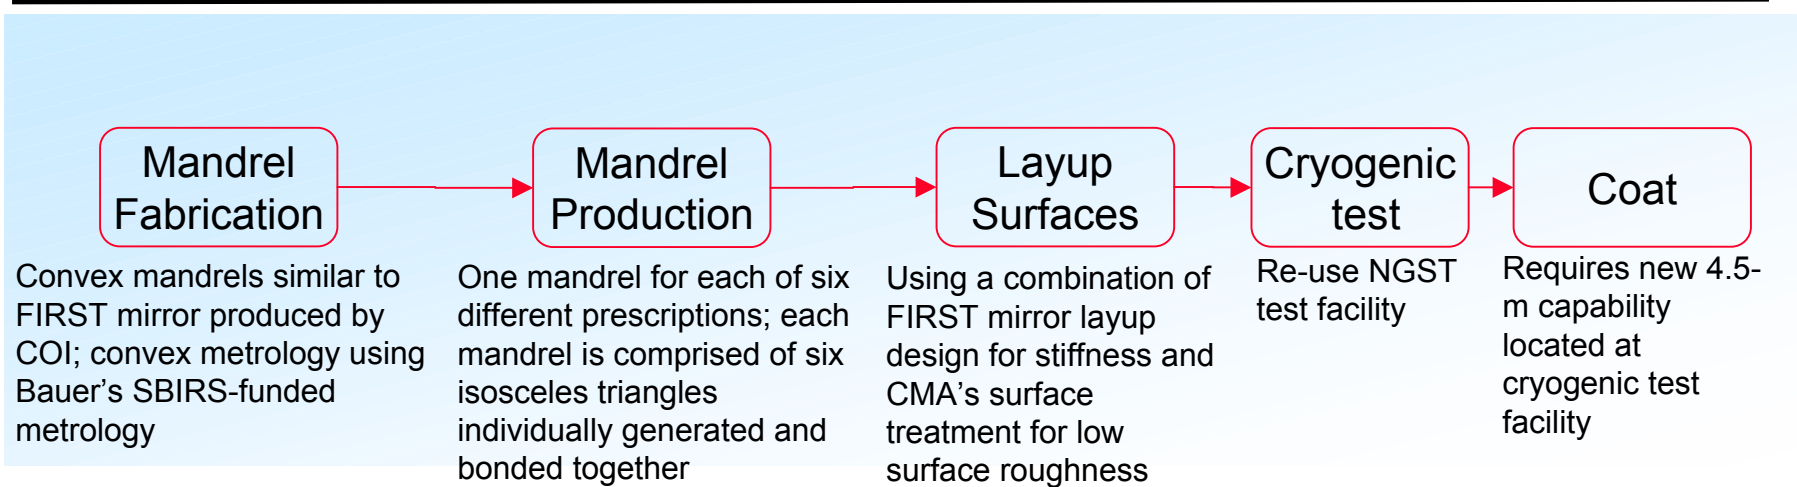 Mandrel
Fabrication
Mandrel
Production
Layup
Surfaces
Cryogenic
test
Coat
Convex mandrels similar to
FIRST mirror produced by
COI; convex metrology using
Bauer’s SBIRS-funded
metrology
One mandrel for each of six
different prescriptions; each
mandrel is comprised of six
isosceles triangles
individually generated and
bonded together
Using a combination of
FIRST mirror layup
design for stiffness and
CMA’s surface
treatment for low
surface roughness
Re-use NGST
test facility
Requires new 4.5-
m capability
located at
cryogenic test
facility